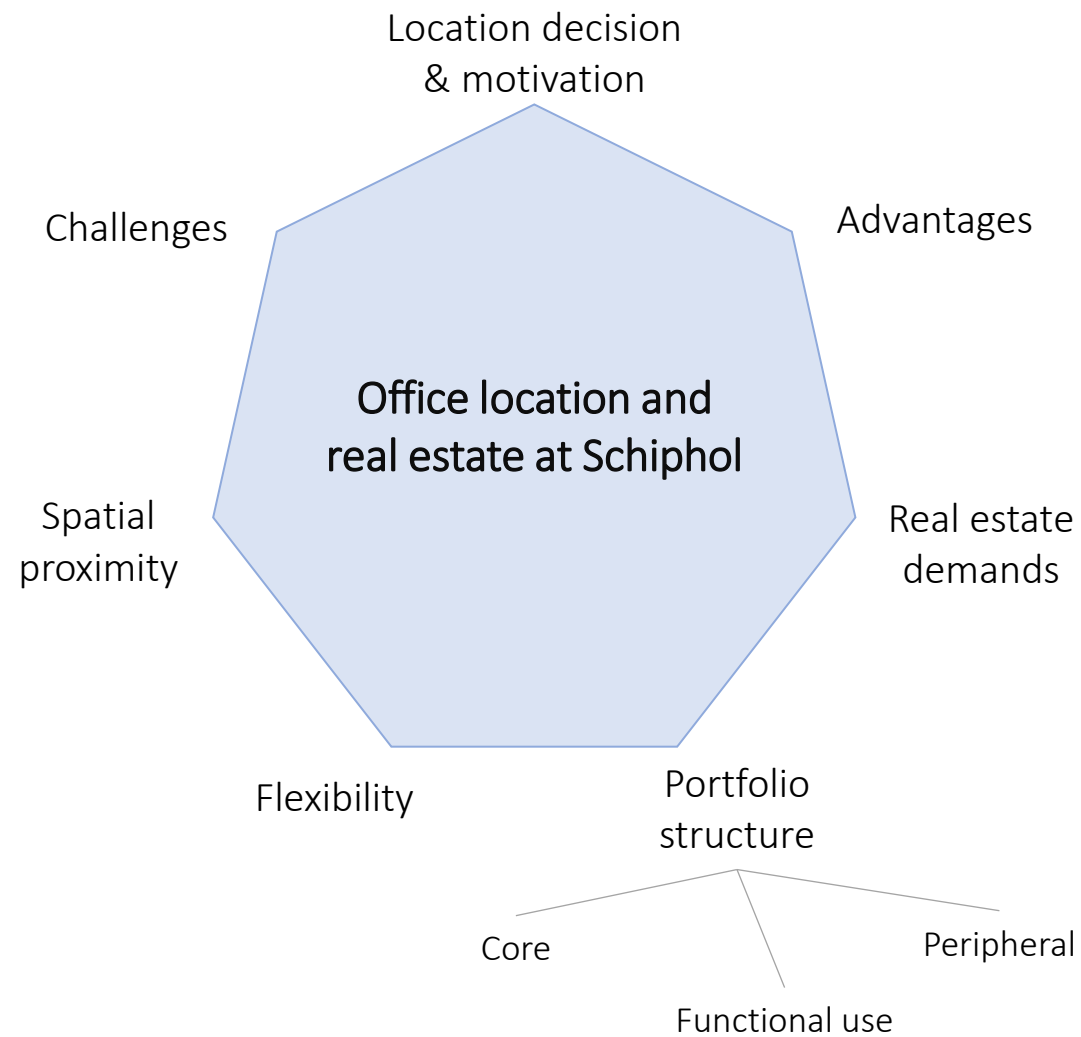 Location decision
& motivation
Challenges
Advantages
Office location and
real estate at Schiphol
Spatial
proximity
Real estate
demands
Flexibility
Portfolio
structure
Core
Peripheral
Functional use